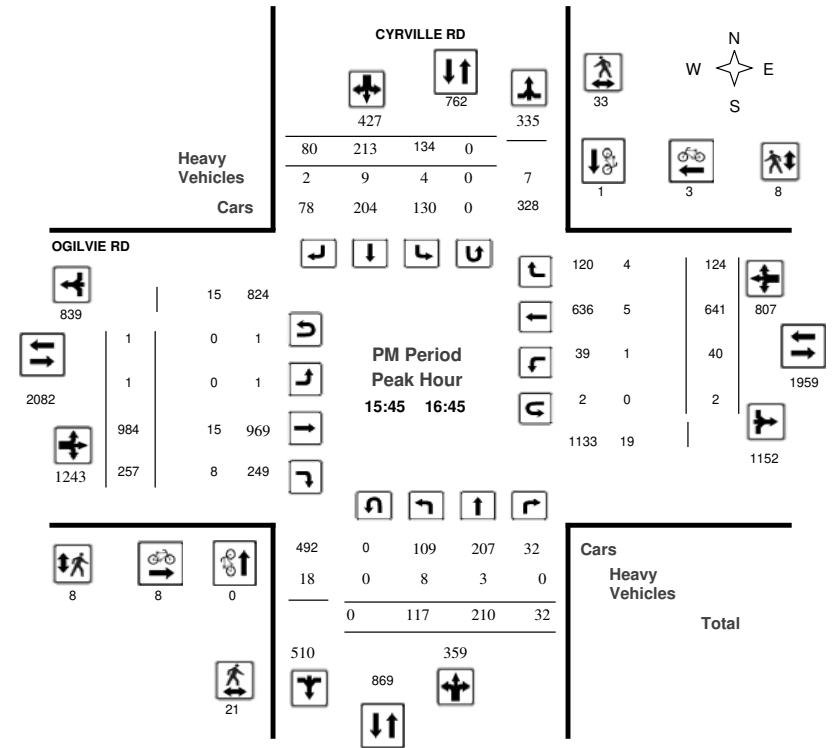 CYRVILLE RD
N
W E
S
762
33
427 335
80 213 134 0
Heavy
Vehicles 2 9 4 0 7
Cars 78 204 130 0 328
1 3 8
OGILVIE RD
839
15 824
120 4 124
807
1 0 1
636 5 641
2082
1 0 1
39 1 40
1959
PM Period
Peak Hour
15:45 16:45
2 0 2
984 15 969
1243
1133 19
1152
257 8 249
492 0 109 207 32
Cars
18 0 8 3 0
Heavy
Vehicles
0 117 210 32
Total
8 8 0
510 359
869
21